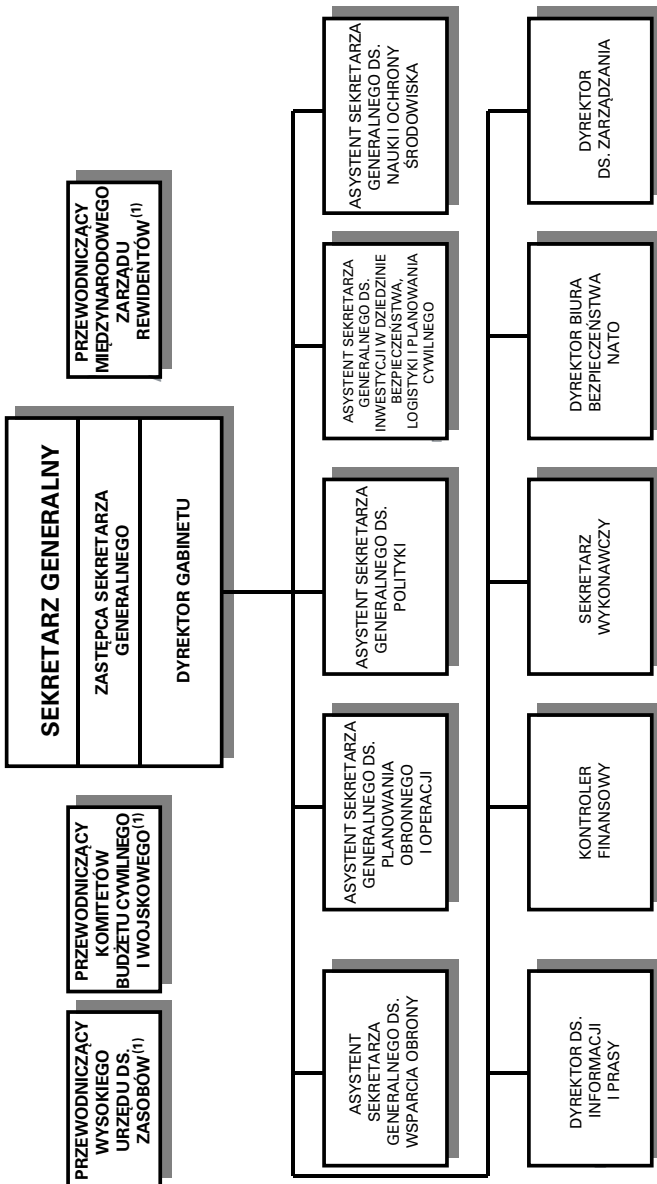 SEKRETARZ GENERALNY
ZASTĘPCA SEKRETARZA
GENERALNEGO
DYREKTOR GABINETU
PRZEWODNICZĄCY
WYSOKIEGO
URZĘDU DS.
ZASOBÓW(1)
PRZEWODNICZĄCY
KOMITETÓW
BUDŻETU CYWILNEGO
I WOJSKOWEGO(1)
PRZEWODNICZĄCY
MIĘDZYNARODOWEGO
ZARZĄDU
REWIDENTÓW(1)
ASYSTENT
SEKRETARZA
GENERALNEGO DS.
WSPARCIA OBRONY
ASYSTENT SEKRETARZA
GENERALNEGO DS.
PLANOWANIA
OBRONNEGO
I OPERACJI
ASYSTENT SEKRETARZA
GENERALNEGO DS.
POLITYKI
ASYSTENT SEKRETARZA
GENERALNEGO DS.
INWESTYCJI W DZIEDZINIE
BEZPIECZEŃSTWA,
LOGISTYKI I PLANOWANIA
CYWILNEGO
ASYSTENT SEKRETARZA
GENERALNEGO DS.
NAUKI I OCHRONY
ŚRODOWISKA
DYREKTOR DS.
INFORMACJI
I PRASY
KONTROLER
FINANSOWY
SEKRETARZ
WYKONAWCZY
DYREKTOR BIURA
BEZPIECZEŃSTWA
NATO
DYREKTOR
DS. ZARZĄDZANIA